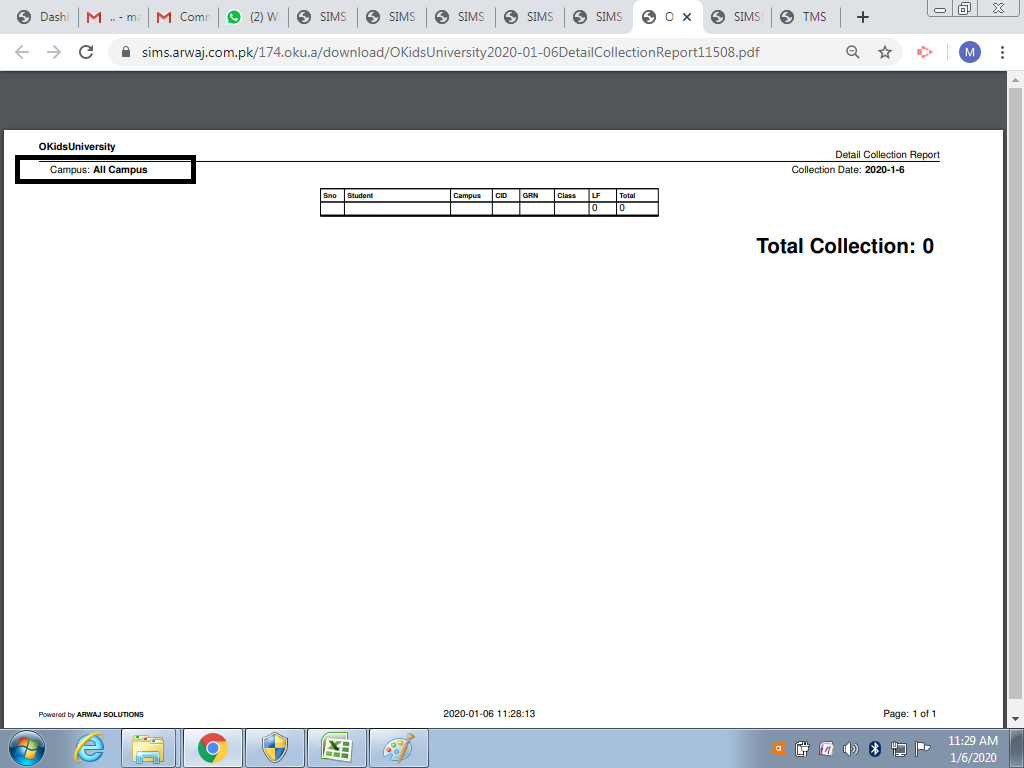 Dashb
.. - ma
Comm
(2) W
SIMS
SIMS
SIMS
SIMS
SIMS
O
SIMS
TMS
sims.arwaj.com.pk/174.oku.a/download/OKidsUniversity2020-01-06DetailCollectionReport11508.pdf
M
OKidsUniversity
Detail Collection Report
Campus: All Campus
Collection Date: 2020-1-6
Sno Student Campus CID GRN Class LF Total
0 0
Total Collection: 0
Powered by ARWAJ SOLUTIONS
2020-01-06 11:28:13
Page: 1 of 1
11:29 AM
1/6/2020